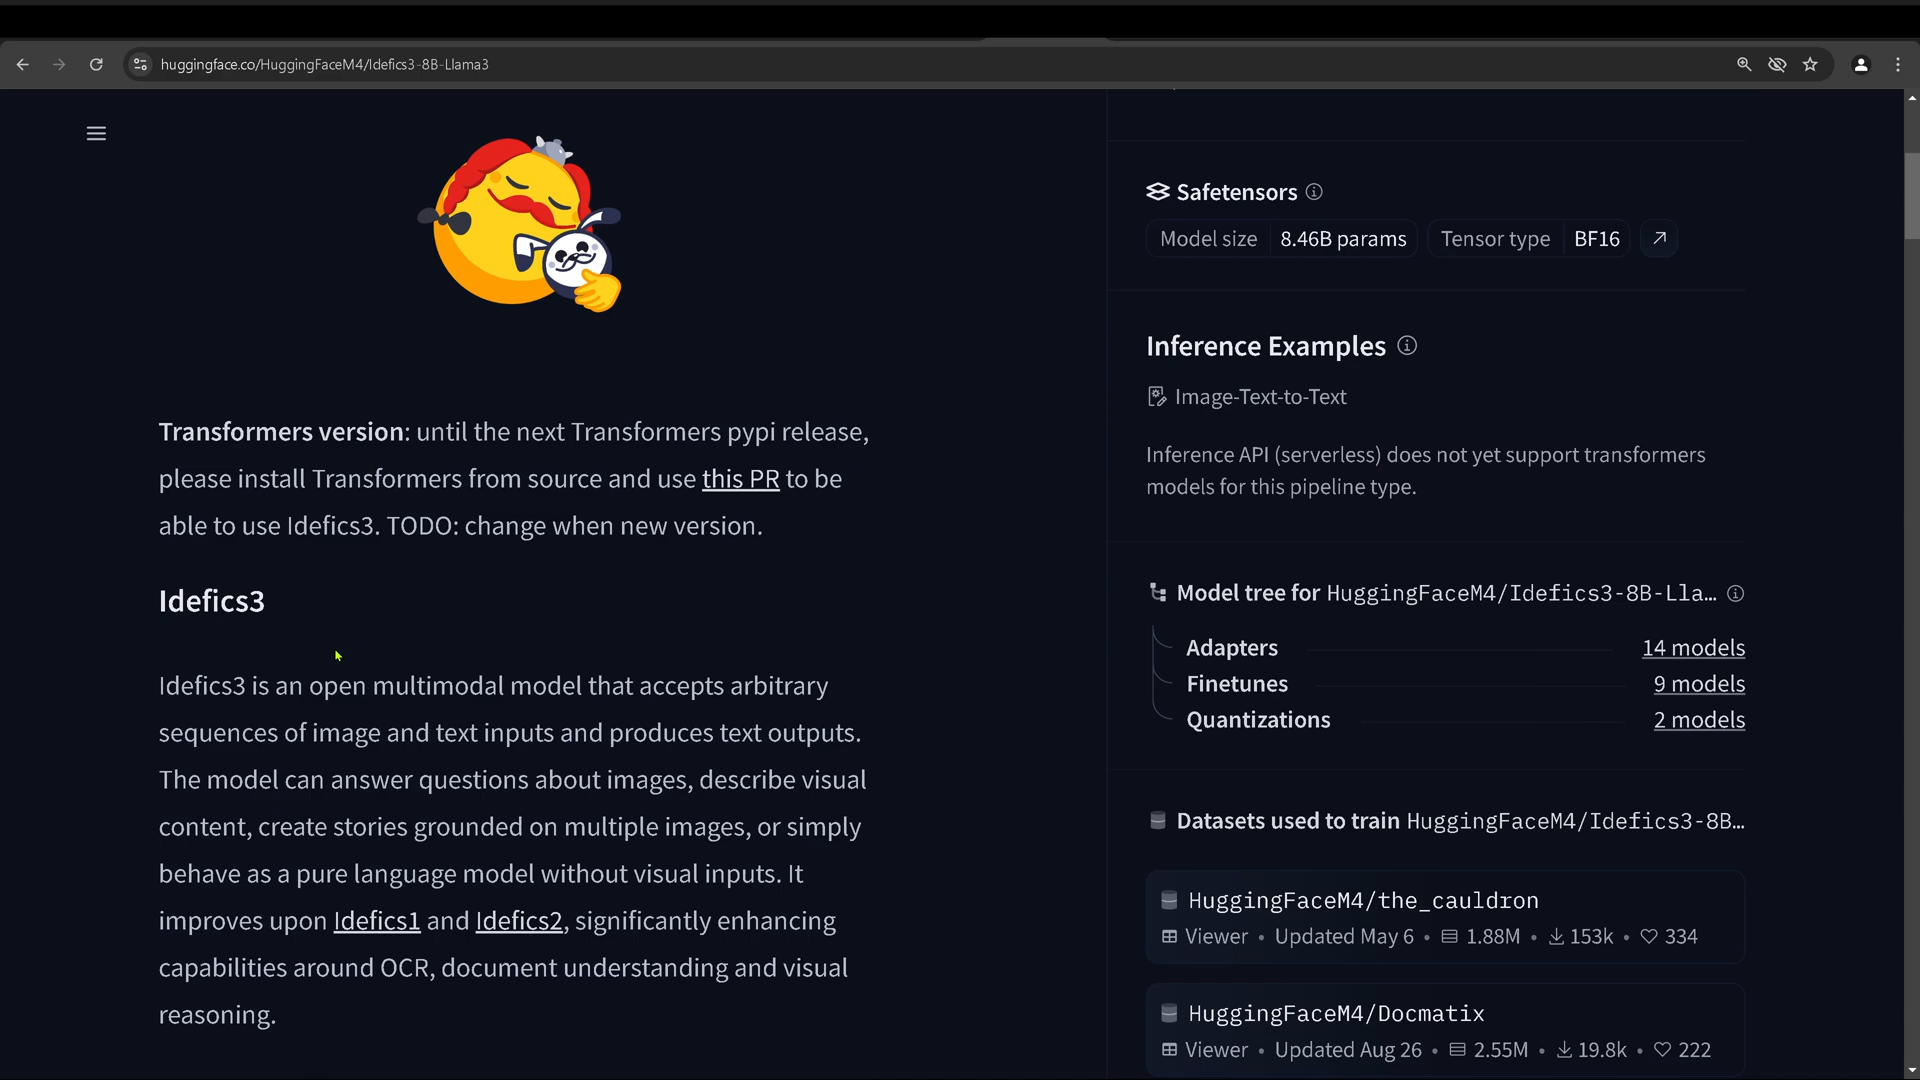 huggingface.co/HuggingFaceM4/Idefics3-8B-Llama3
Transformers version: until the next Transformers pypi release,
please install Transformers from source and use this PR to be
able to use Idefics3. TODO: change when new version.
Idefics3
Idefics3 is an open multimodal model that accepts arbitrary
sequences of image and text inputs and produces text outputs.
The model can answer questions about images, describe visual
content, create stories grounded on multiple images, or simply
behave as a pure language model without visual inputs. It
improves upon Idefics1 and Idefics2, significantly enhancing
capabilities around OCR, document understanding and visual
reasoning.
Safetensors
Model size 8.46B params Tensor type BF16
Inference Examples
Image-Text-to-Text
Inference API (serverless) does not yet support transformers
models for this pipeline type.
Model tree for HuggingFaceM4/Idefics3-8B-Lla…
Adapters 14 models
Finetunes 9 models
Quantizations 2 models
Datasets used to train HuggingFaceM4/Idefics3-8B…
HuggingFaceM4/the_cauldron
Viewer • Updated May 6 • 1.88M • 153k • 334
HuggingFaceM4/Docmatix
Viewer • Updated Aug 26 • 2.55M • 19.8k • 222